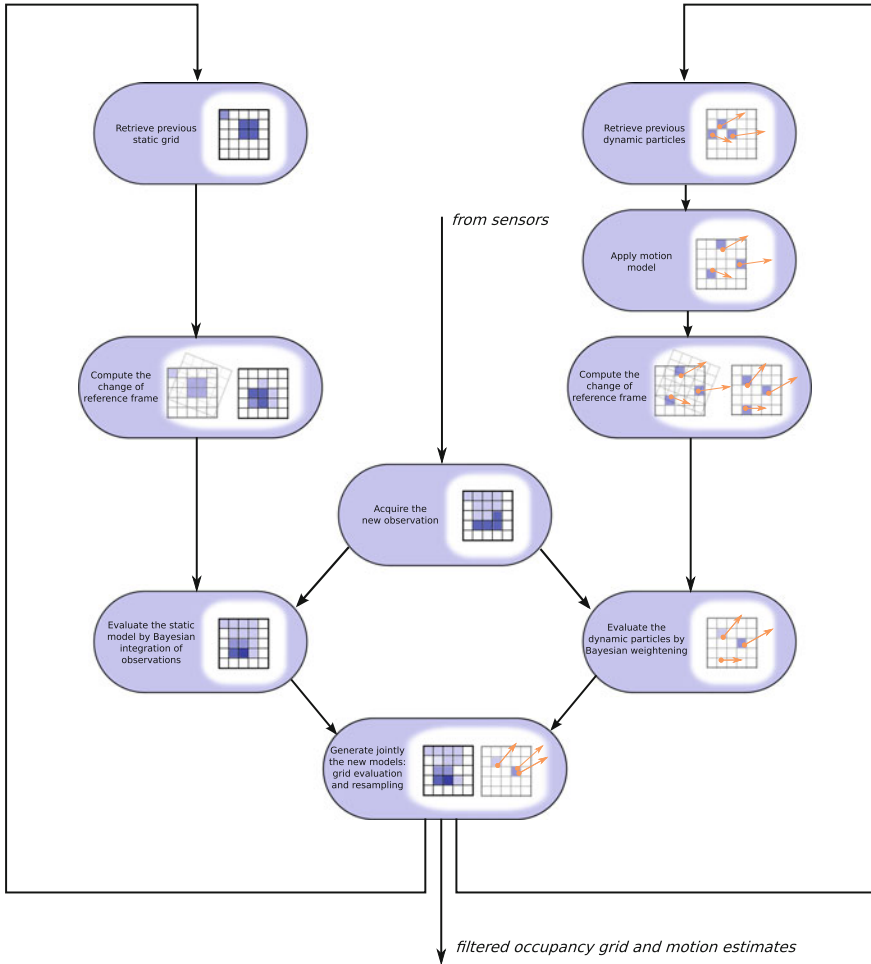 Retrieve previous
static grid
Retrieve previous
dynamic particles
from sensors
Apply motion
model
Compute the
change of
reference frame
Compute the
change of
reference frame
Acquire the
new observation
Evaluate the static
model by Bayesian
integration of
observations
Evaluate the
dynamic particles by
Bayesian weightening
Generate jointly
the new models:
grid evaluation
and resampling
filtered occupancy grid and motion estimates